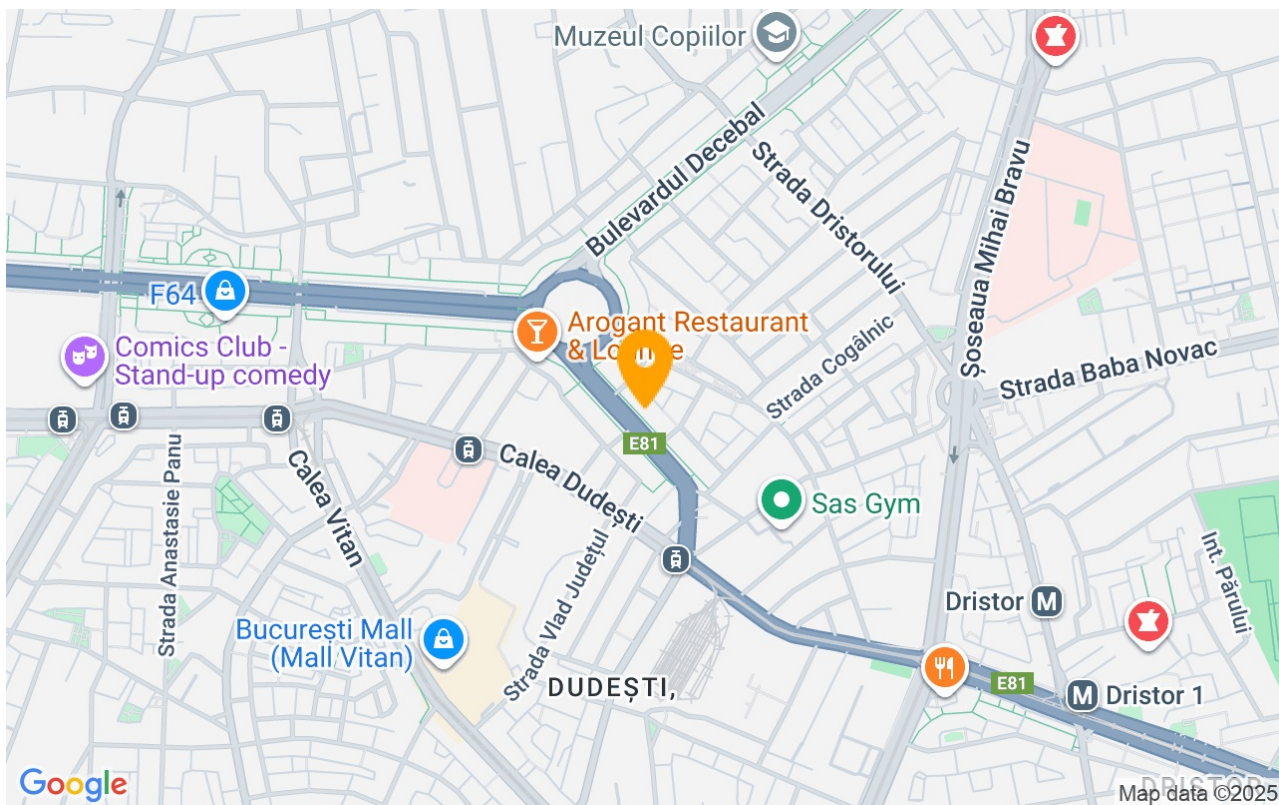 Muzeul Copiilor
Bulevardul Decebal
Strada Dristorului
Șoseaua Mihai Bravu
F64
Arogant Restaurant
& Lounge
Comics Club -
Stand-up comedy
Strada Cogâlnic
Strada Baba Novac
E81
Calea Dudești
Strada Anastasie Panu
Calea Vitan
Sas Gym
Int. Părului
Strada Vlad Județul
Dristor M
București Mall
(Mall Vitan)
DUDEȘTI,
E81
M Dristor 1
Google
DRISTOR
Map data ©2025